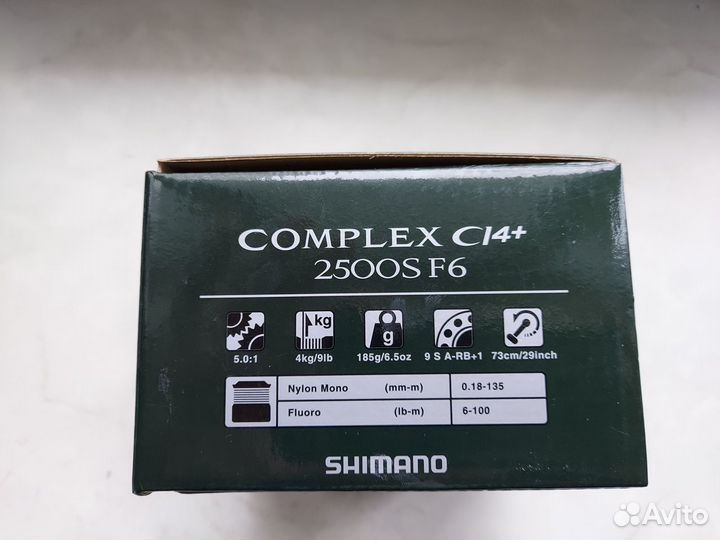 COMPLEX CI4+
2500S F6
kg
g
5.0:1 4kg/9lb 185g/6.5oz 9 S A-RB+1 73cm/29inch
Nylon Mono (mm-m) 0.18-135
Fluoro (lb-m) 6-100
SHIMANO
Avito